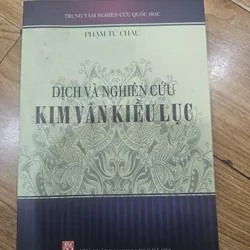 TRUNG TÂM NGHIÊN CỨU QUỐC HỌC
PHẠM TÚ CHÂU
DỊCH VÀ NGHIÊN CỨU
KIM VÂN KIỀU LỤC